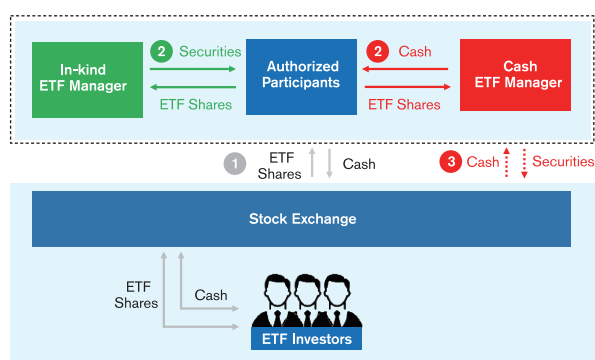 In-kind
ETF Manager
2 Securities
ETF Shares
Authorized
Participants
2 Cash
ETF Shares
Cash
ETF Manager
1 ETF
Shares
Cash
3 Cash
Securities
Stock Exchange
ETF
Shares
Cash
ETF Investors